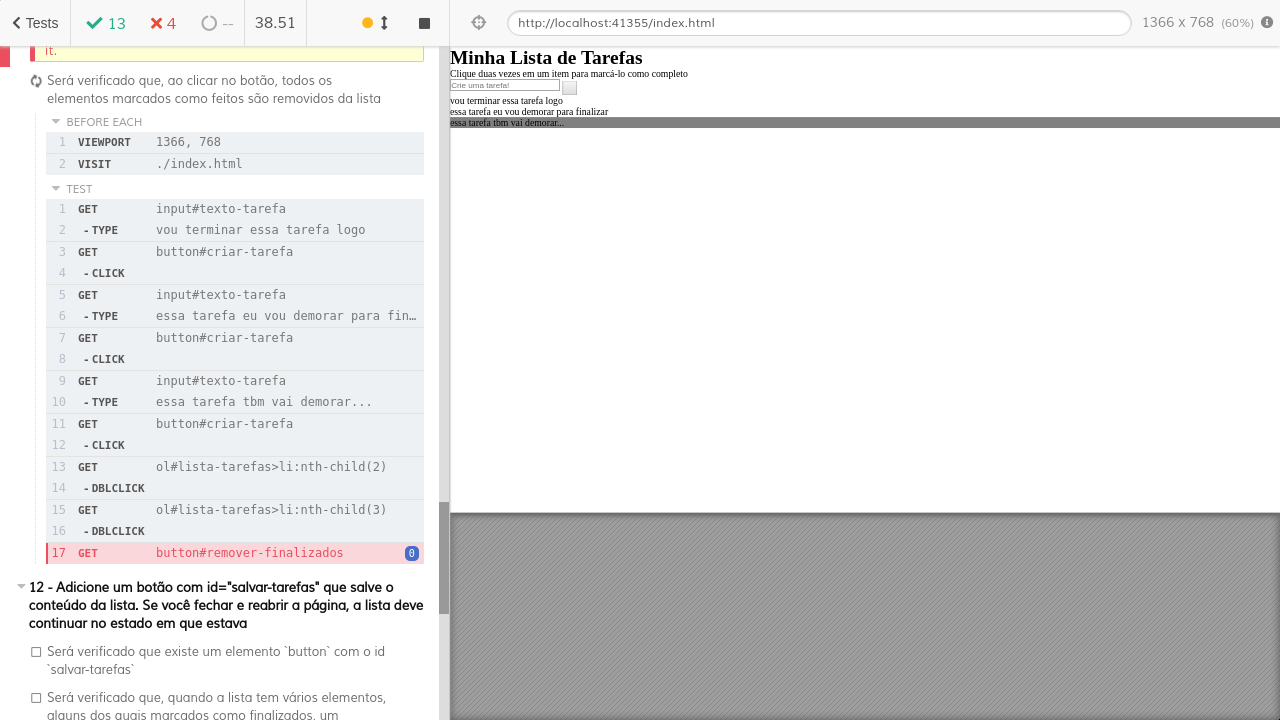 Tests
13
4
--
38.51
http://localhost:41355/index.html
1366 x 768 (60%)
it.
Será verificado que, ao clicar no botão, todos os
elementos marcados como feitos são removidos da lista
BEFORE EACH
1 VIEWPORT 1366, 768
2 VISIT ./index.html
TEST
1 GET input#texto-tarefa
2 -TYPE vou terminar essa tarefa logo
3 GET button#criar-tarefa
4 -CLICK
5 GET input#texto-tarefa
6 -TYPE essa tarefa eu vou demorar para fin…
7 GET button#criar-tarefa
8 -CLICK
9 GET input#texto-tarefa
10 -TYPE essa tarefa tbm vai demorar...
11 GET button#criar-tarefa
12 -CLICK
13 GET ol#lista-tarefas>li:nth-child(2)
14 -DBLCLICK
15 GET ol#lista-tarefas>li:nth-child(3)
16 -DBLCLICK
17 GET button#remover-finalizados 0
12 - Adicione um botão com id="salvar-tarefas" que salve o
conteúdo da lista. Se você fechar e reabrir a página, a lista deve
continuar no estado em que estava
Será verificado que existe um elemento `button` com o id
`salvar-tarefas`
Será verificado que, quando a lista tem vários elementos,
alguns dos quais marcados como finalizados, um
Minha Lista de Tarefas
Clique duas vezes em um item para marcá-lo como completo
Crie uma tarefa!
vou terminar essa tarefa logo
essa tarefa eu vou demorar para finalizar
essa tarefa tbm vai demorar...